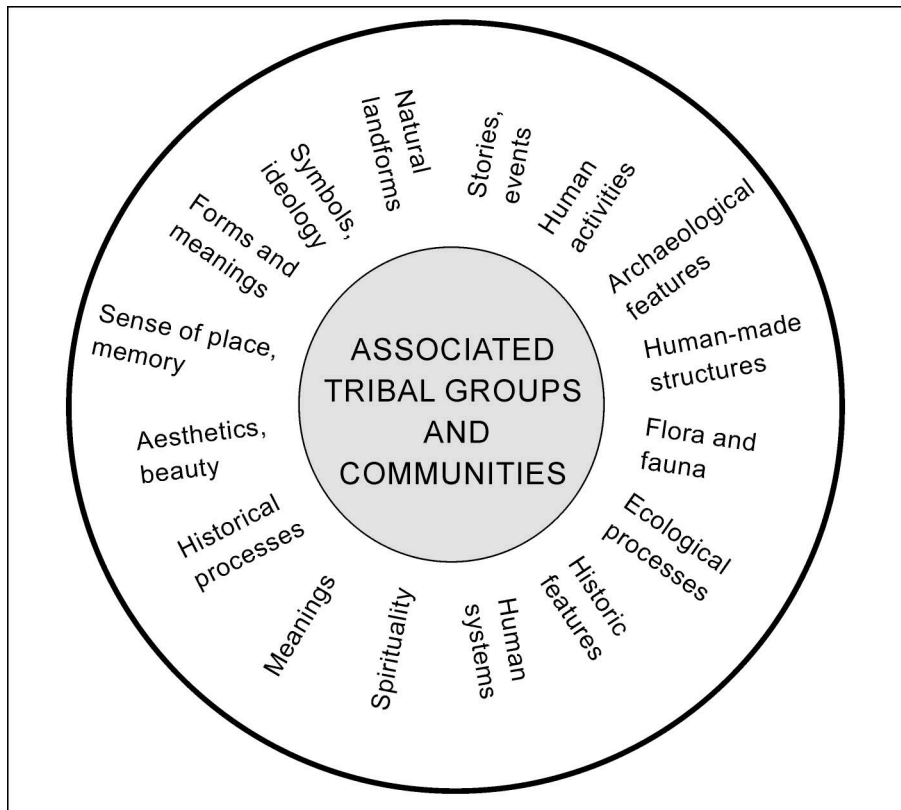 Natural
landforms
Stories,
events
Human
activities
Archaeological
features
Human-made
structures
Flora and
fauna
Ecological
processes
Historic
features
Human
systems
Spirituality
Meanings
Historical
processes
Aesthetics,
beauty
Sense of place,
memory
Forms and
meanings
Symbols,
ideology
ASSOCIATED
TRIBAL GROUPS
AND
COMMUNITIES